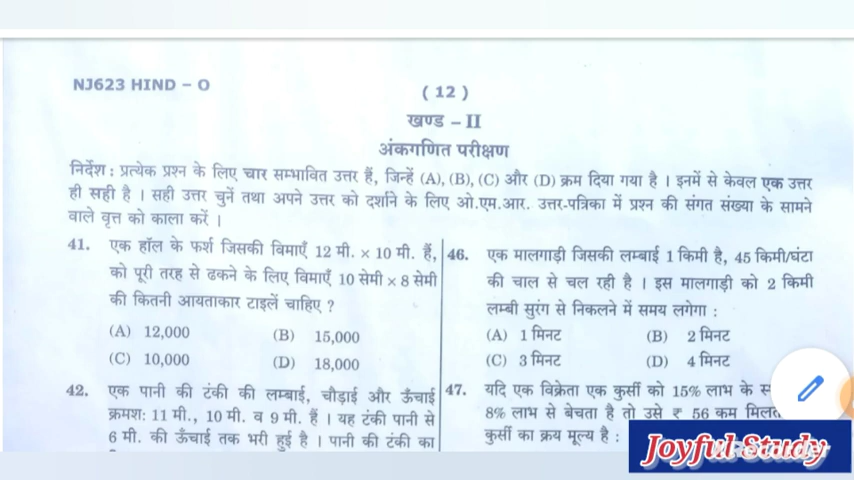 NJ623 HIND – O
( 12 )
खण्ड – II
अंकगणित परीक्षण
निर्देश : प्रत्येक प्रश्न के लिए चार सम्भावित उत्तर हैं, जिन्हें (A), (B), (C) और (D) क्रम दिया गया है । इनमें से केवल एक उत्तर
ही सही है । सही उत्तर चुनें तथा अपने उत्तर को दर्शाने के लिए ओ.एम.आर. उत्तर-पत्रिका में प्रश्न की संगत संख्या के सामने
वाले वृत्त को काला करें ।
41. एक हॉल के फर्श जिसकी विमाएँ 12 मी. × 10 मी. हैं,
को पूरी तरह से ढकने के लिए विमाएँ 10 सेमी × 8 सेमी
की कितनी आयताकार टाइलें चाहिए ?
(A) 12,000 (B) 15,000
(C) 10,000 (D) 18,000
42. एक पानी की टंकी की लम्बाई, चौड़ाई और ऊँचाई
क्रमशः 11 मी., 10 मी. व 9 मी. हैं । यह टंकी पानी से
6 मी. की ऊँचाई तक भरी हुई है । पानी की टंकी का
46. एक मालगाड़ी जिसकी लम्बाई 1 किमी है, 45 किमी/घंटा
की चाल से चल रही है । इस मालगाड़ी को 2 किमी
लम्बी सुरंग से निकलने में समय लगेगा :
(A) 1 मिनट (B) 2 मिनट
(C) 3 मिनट (D) 4 मिनट
47. यदि एक विक्रेता एक कुर्सी को 15% लाभ के
8% लाभ से बेचता है तो उसे ₹ 56 कम
कुर्सी का क्रय मूल्य है :
Joyful Study